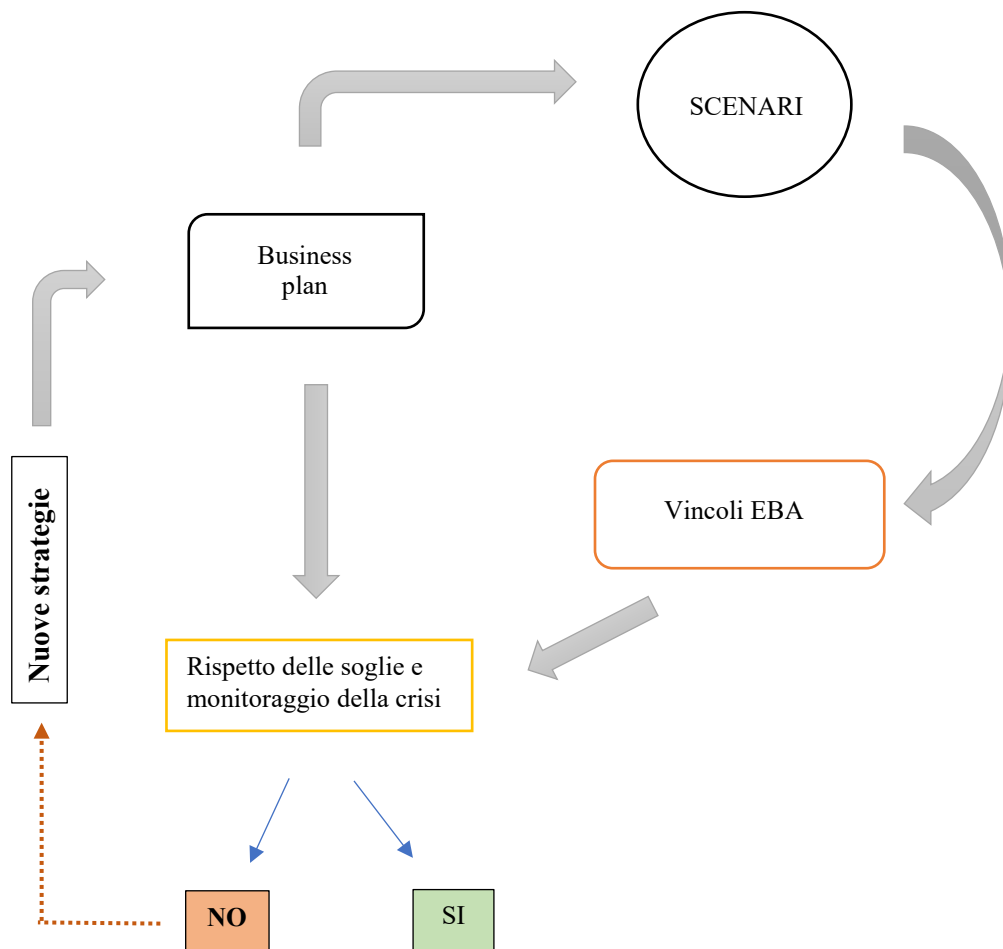 SCENARI
Business
plan
Vincoli EBA
Nuove strategie
Rispetto delle soglie e
monitoraggio della crisi
NO
SI